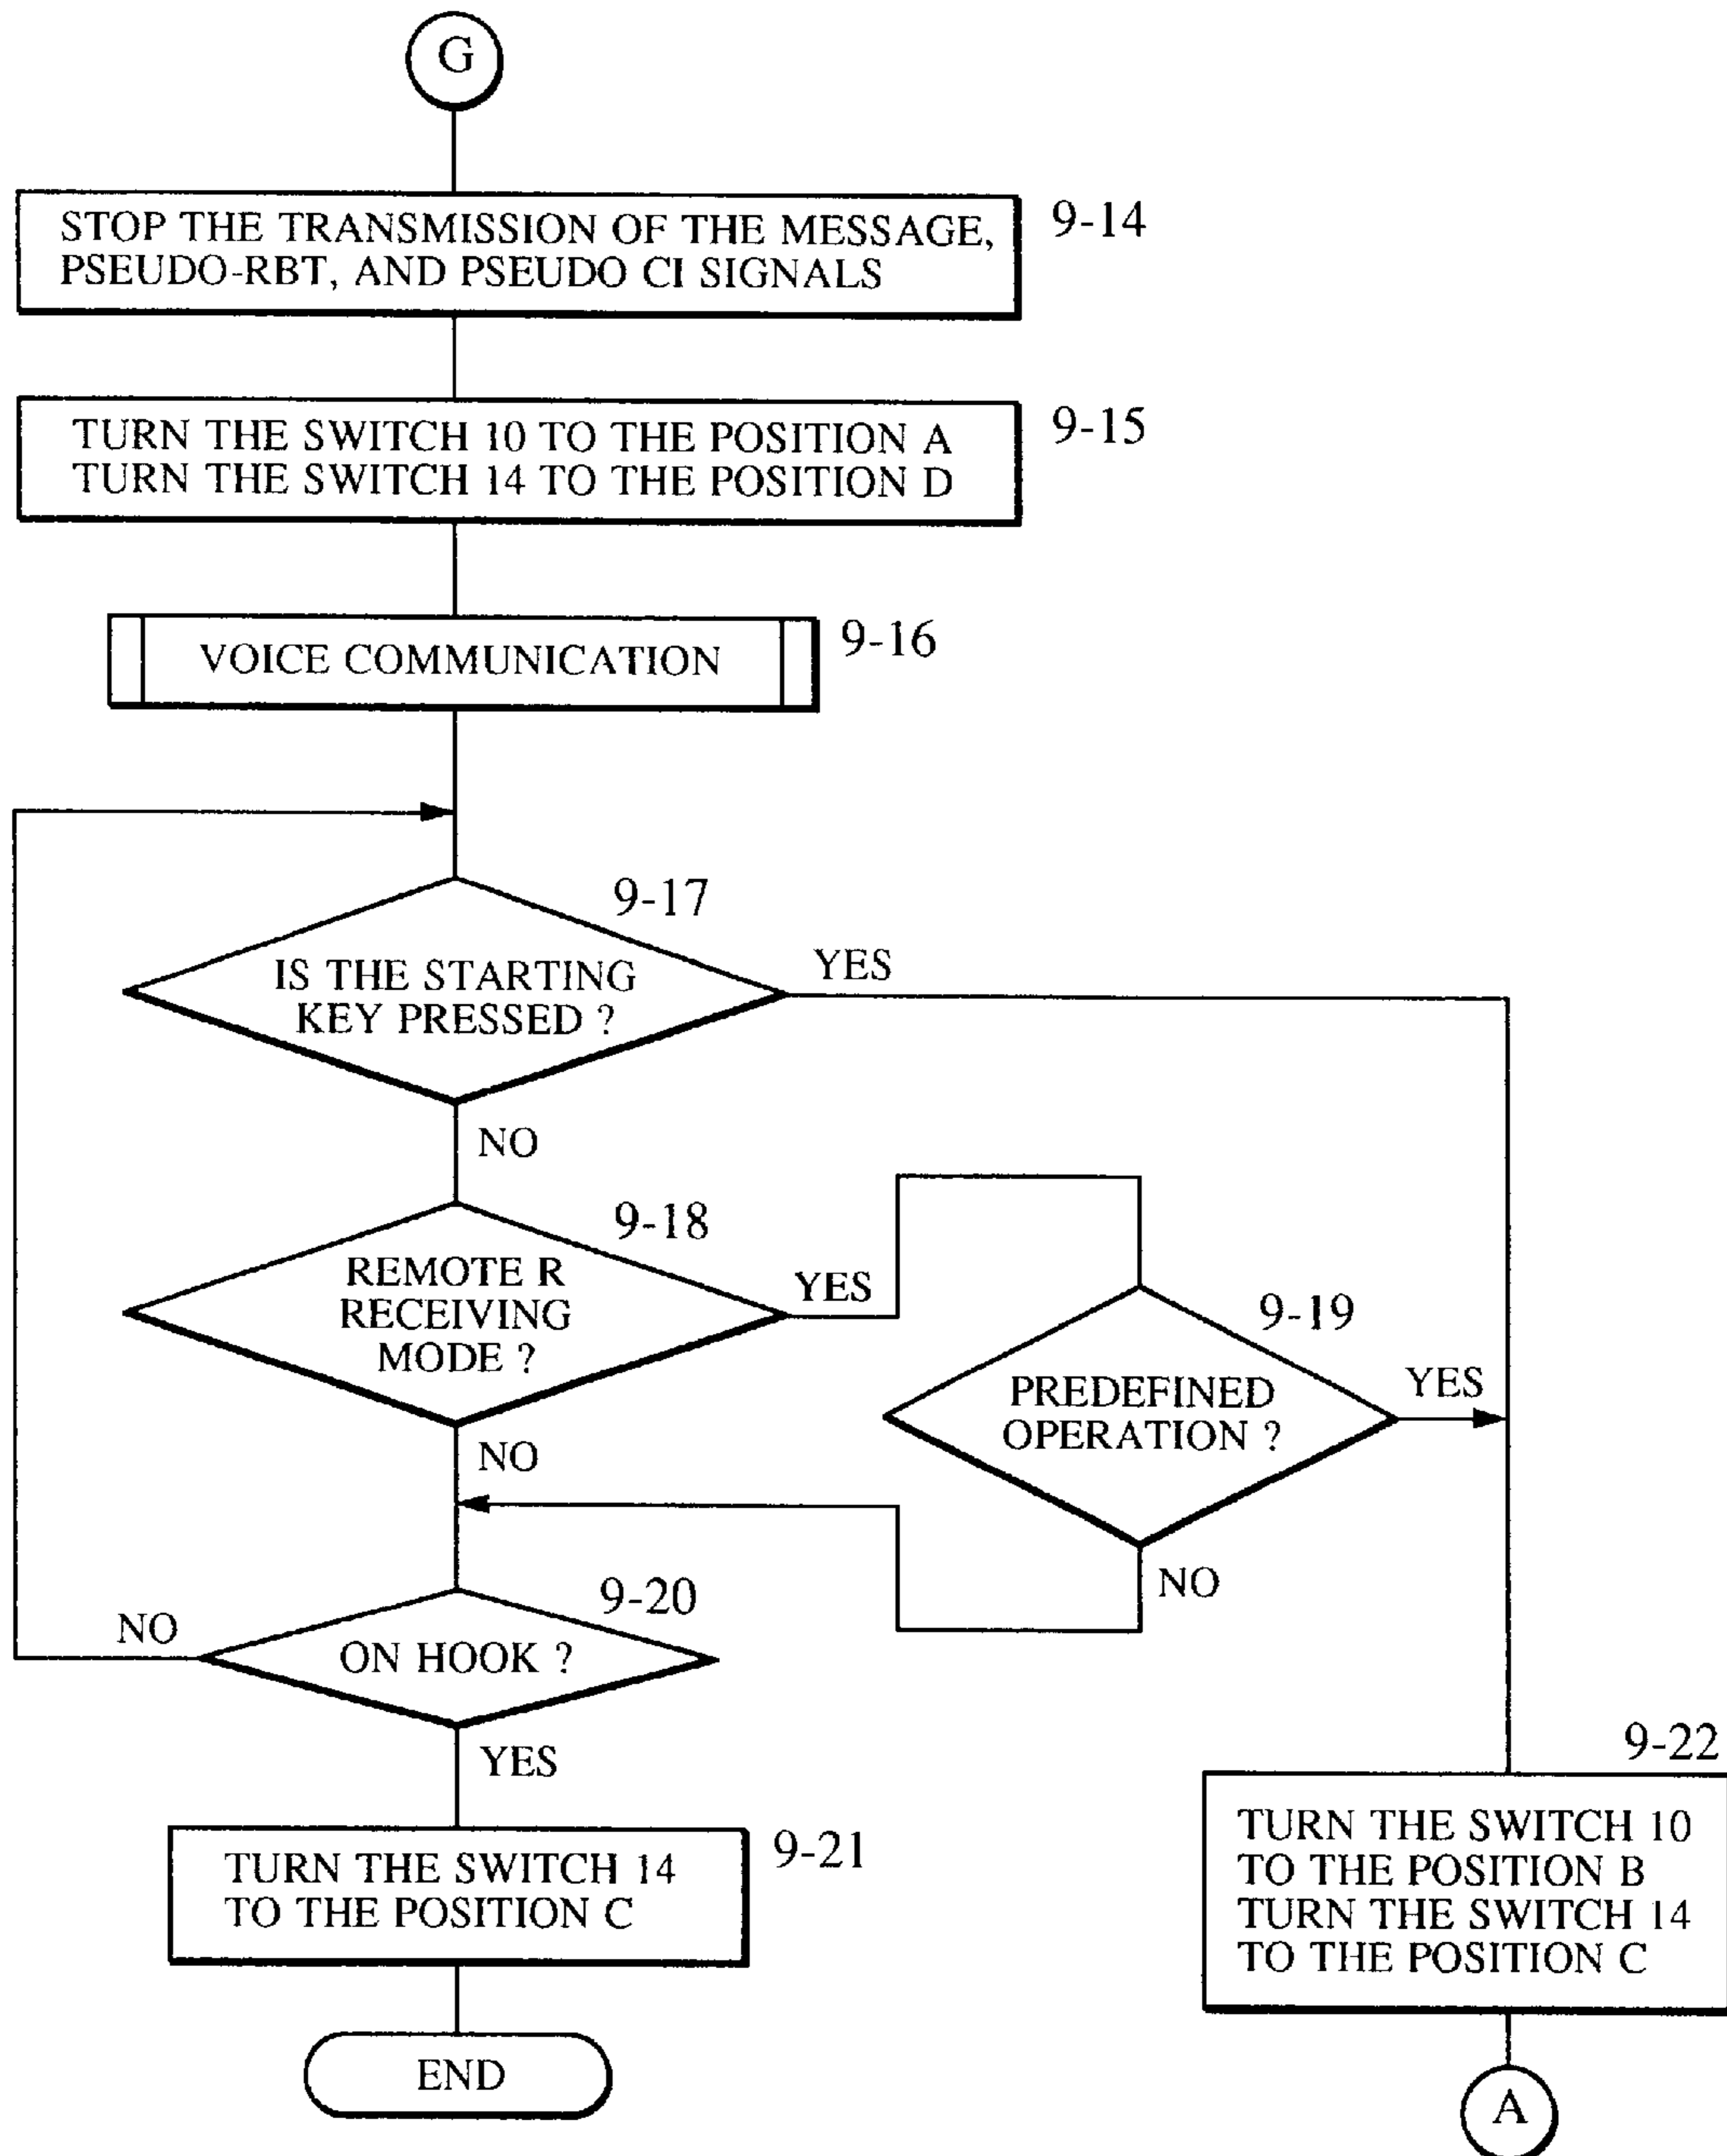 G
STOP THE TRANSMISSION OF THE MESSAGE,
PSEUDO-RBT, AND PSEUDO CI SIGNALS
9-14
TURN THE SWITCH 10 TO THE POSITION A
TURN THE SWITCH 14 TO THE POSITION D
9-15
VOICE COMMUNICATION
9-16
9-17
IS THE STARTING
KEY PRESSED ?
YES
NO
9-18
REMOTE R
RECEIVING
MODE ?
YES
NO
9-19
PREDEFINED
OPERATION ?
YES
NO
9-20
ON HOOK ?
NO
YES
9-21
TURN THE SWITCH 14
TO THE POSITION C
END
9-22
TURN THE SWITCH 10
TO THE POSITION B
TURN THE SWITCH 14
TO THE POSITION C
A